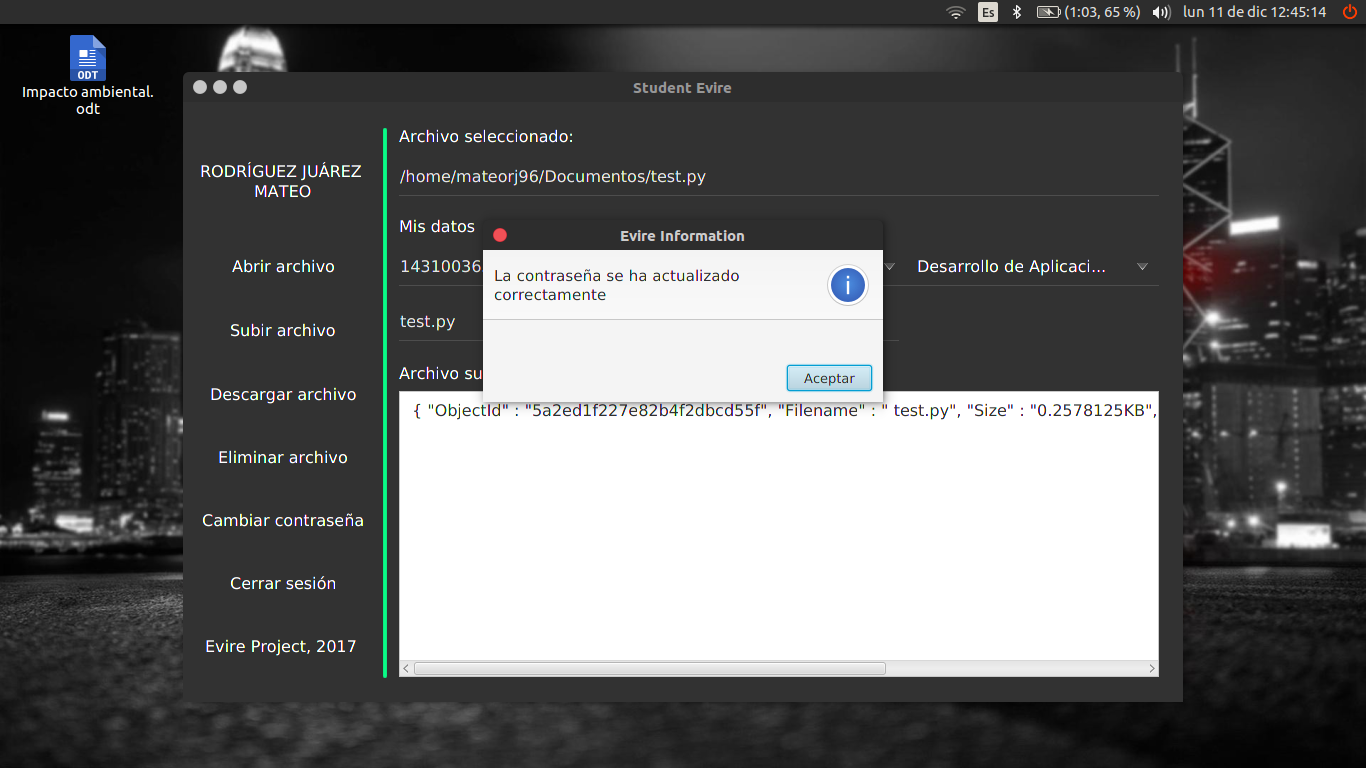 Es
(1:03, 65 %)
lun 11 de dic 12:45:14
ODT
Impacto ambiental.
odt
Student Evire
RODRÍGUEZ JUÁREZ
MATEO
Abrir archivo
Subir archivo
Descargar archivo
Eliminar archivo
Cambiar contraseña
Cerrar sesión
Evire Project, 2017
Archivo seleccionado:
/home/mateorj96/Documentos/test.py
Mis datos
14310036
Desarrollo de Aplicaci...
test.py
Archivo su
Evire Information
La contraseña se ha actualizado
correctamente
i
Aceptar
{ "ObjectId" : "5a2ed1f227e82b4f2dbcd55f", "Filename" : " test.py", "Size" : "0.2578125KB",